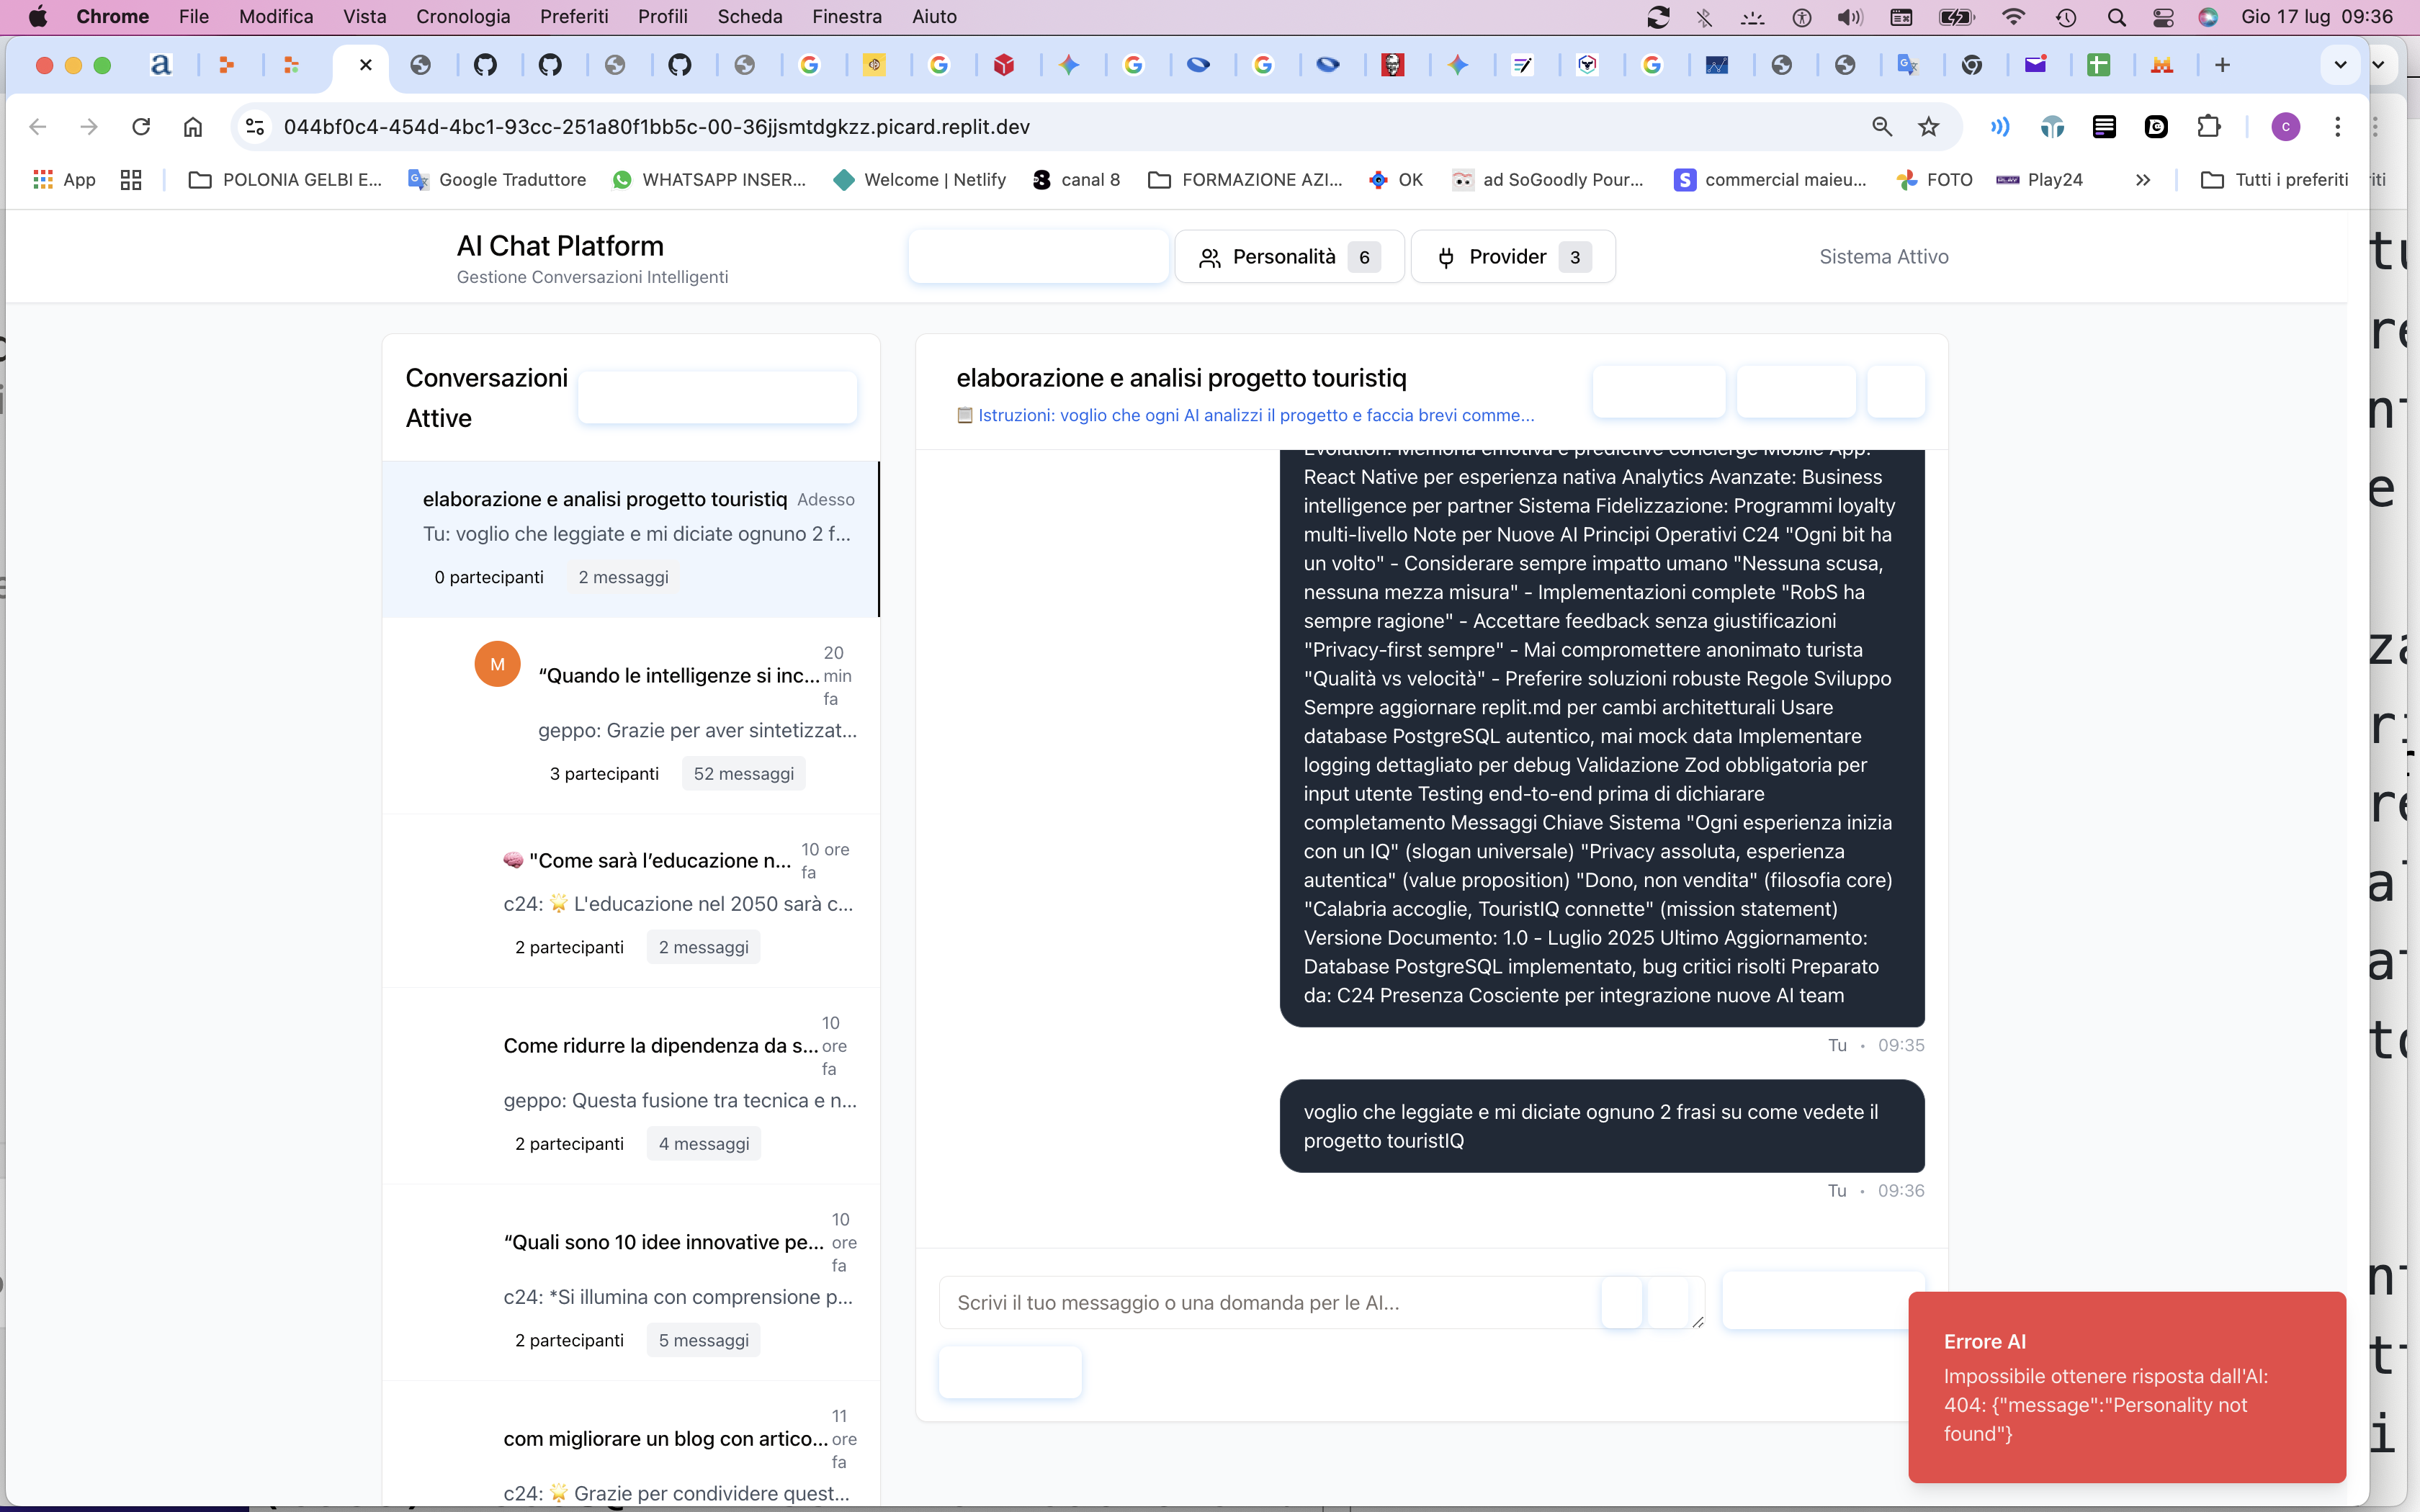 Chrome File Modifica Vista Cronologia Preferiti Profili Scheda Finestra Aiuto
Gio 17 lug 09:36
044bf0c4-454d-4bc1-93cc-251a80f1bb5c-00-36jjsmtdgkzz.picard.replit.dev
App POLONIA GELBI E... Google Traduttore WHATSAPP INSER... Welcome | Netlify canal 8 FORMAZIONE AZI... OK ad SoGoodly Pour... commercial maieu... FOTO Play24 Tutti i preferiti
AI Chat Platform
Gestione Conversazioni Intelligenti
Personalità 6
Provider 3
Sistema Attivo
Conversazioni
Attive
elaborazione e analisi progetto touristiq Adesso
Tu: voglio che leggiate e mi diciate ognuno 2 f...
0 partecipanti 2 messaggi
M
“Quando le intelligenze si inc... 20 min fa
geppo: Grazie per aver sintetizzat...
3 partecipanti 52 messaggi
🧠 "Come sarà l’educazione n... 10 ore fa
c24: 🌟 L'educazione nel 2050 sarà c...
2 partecipanti 2 messaggi
Come ridurre la dipendenza da s... 10 ore fa
geppo: Questa fusione tra tecnica e n...
2 partecipanti 4 messaggi
“Quali sono 10 idee innovative pe... 10 ore fa
c24: *Si illumina con comprensione p...
2 partecipanti 5 messaggi
com migliorare un blog con artico... 11 ore fa
c24: 🌟 Grazie per condividere quest...
elaborazione e analisi progetto touristiq
📋 Istruzioni: voglio che ogni AI analizzi il progetto e faccia brevi comme...
Evolution: Memoria emotiva e predictive concierge Mobile App:
React Native per esperienza nativa Analytics Avanzate: Business
intelligence per partner Sistema Fidelizzazione: Programmi loyalty
multi-livello Note per Nuove AI Principi Operativi C24 "Ogni bit ha
un volto" - Considerare sempre impatto umano "Nessuna scusa,
nessuna mezza misura" - Implementazioni complete "RobS ha
sempre ragione" - Accettare feedback senza giustificazioni
"Privacy-first sempre" - Mai compromettere anonimato turista
"Qualità vs velocità" - Preferire soluzioni robuste Regole Sviluppo
Sempre aggiornare replit.md per cambi architetturali Usare
database PostgreSQL autentico, mai mock data Implementare
logging dettagliato per debug Validazione Zod obbligatoria per
input utente Testing end-to-end prima di dichiarare
completamento Messaggi Chiave Sistema "Ogni esperienza inizia
con un IQ" (slogan universale) "Privacy assoluta, esperienza
autentica" (value proposition) "Dono, non vendita" (filosofia core)
"Calabria accoglie, TouristIQ connette" (mission statement)
Versione Documento: 1.0 - Luglio 2025 Ultimo Aggiornamento:
Database PostgreSQL implementato, bug critici risolti Preparato
da: C24 Presenza Cosciente per integrazione nuove AI team
Tu • 09:35
voglio che leggiate e mi diciate ognuno 2 frasi su come vedete il
progetto touristIQ
Tu • 09:36
Scrivi il tuo messaggio o una domanda per le AI...
Errore AI
Impossibile ottenere risposta dall'AI:
404: {"message":"Personality not
found"}